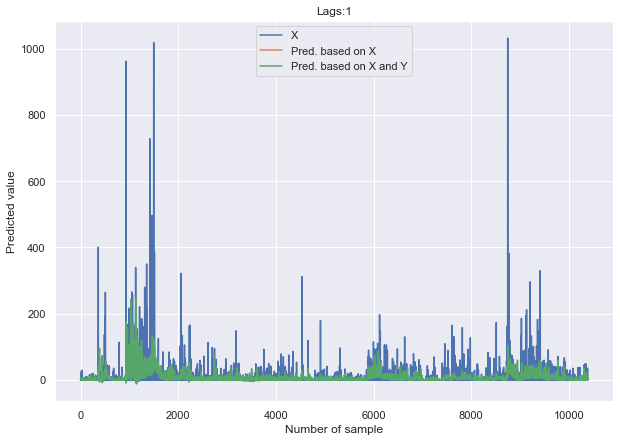 Lags:1
X
Pred. based on X
Pred. based on X and Y
1000
800
600
400
200
0
Predicted value
0 2000 4000 6000 8000 10000
Number of sample